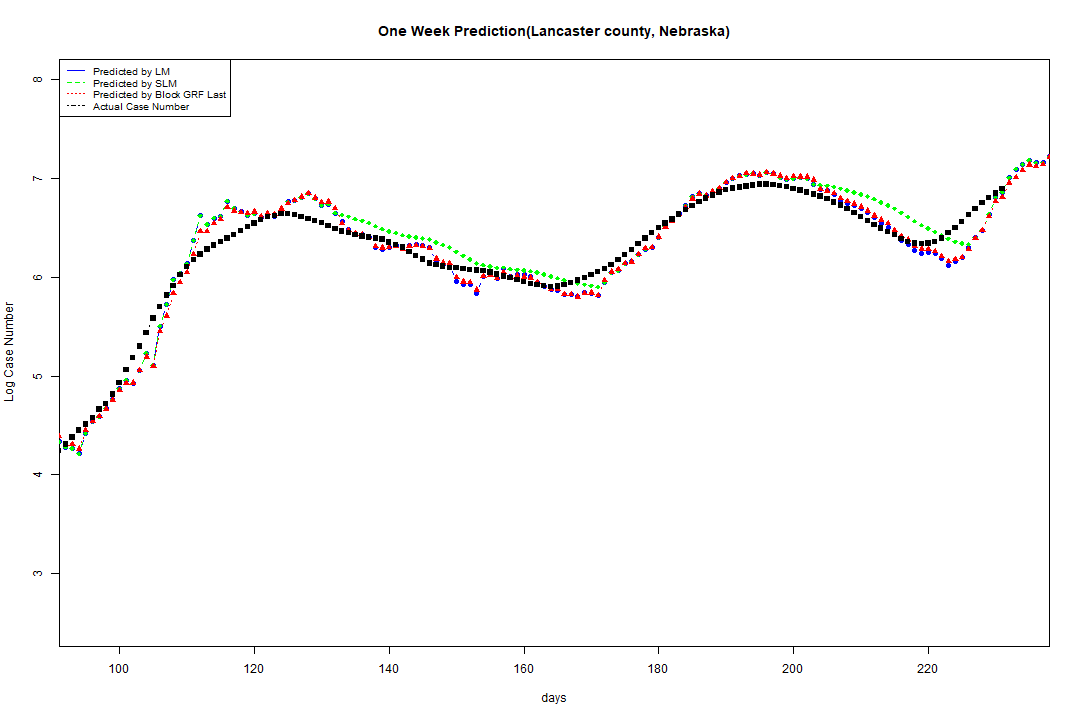 One Week Prediction(Lancaster county, Nebraska)
Predicted by LM
Predicted by SLM
Predicted by Block GRF Last
Actual Case Number
8
7
6
5
4
3
Log Case Number
100 120 140 160 180 200 220
days